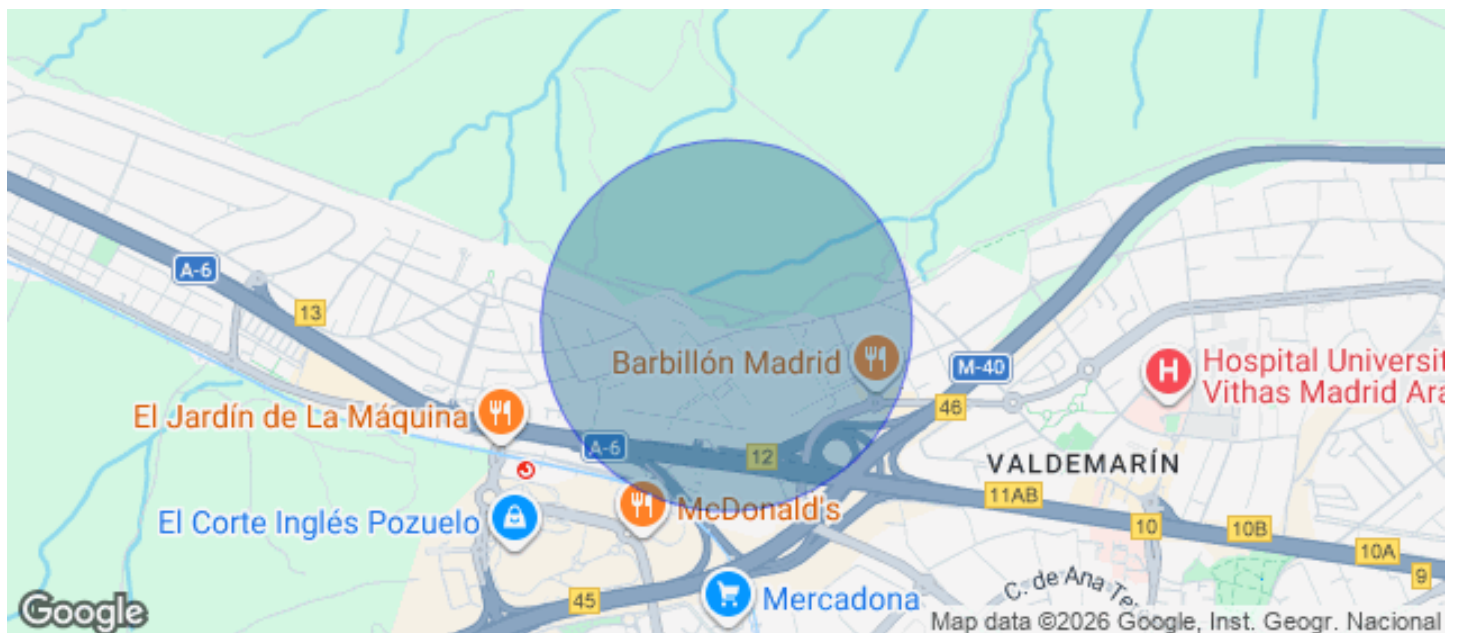 A-6
13
Barbillón Madrid
M-40
Hospital Universit
Vithas Madrid Ara
El Jardín de La Máquina
46
A-6
12
VALDEMARÍN
11AB
El Corte Inglés Pozuelo
McDonald's
10
10B
10A
9
45
Mercadona
C. de Ana Te
Google
Map data ©2026 Google, Inst. Geogr. Nacional